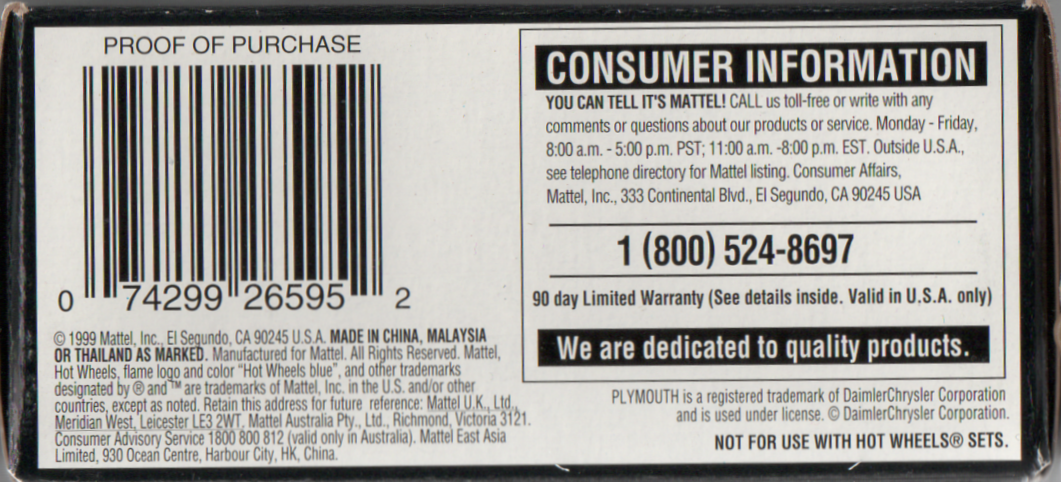 PROOF OF PURCHASE
0 74299 26595 2
© 1999 Mattel, Inc., El Segundo, CA 90245 U.S.A. MADE IN CHINA, MALAYSIA
OR THAILAND AS MARKED. Manufactured for Mattel. All Rights Reserved. Mattel,
Hot Wheels, flame logo and color "Hot Wheels blue", and other trademarks
designated by ® and ™ are trademarks of Mattel, Inc. in the U.S. and/or other
countries, except as noted. Retain this address for future reference: Mattel U.K., Ltd.,
Meridian West, Leicester LE3 2WT. Mattel Australia Pty., Ltd., Richmond, Victoria 3121.
Consumer Advisory Service 1800 800 812 (valid only in Australia). Mattel East Asia
Limited, 930 Ocean Centre, Harbour City, HK, China.
CONSUMER INFORMATION
YOU CAN TELL IT'S MATTEL! CALL us toll-free or write with any
comments or questions about our products or service. Monday - Friday,
8:00 a.m. - 5:00 p.m. PST; 11:00 a.m. -8:00 p.m. EST. Outside U.S.A.,
see telephone directory for Mattel listing. Consumer Affairs,
Mattel, Inc., 333 Continental Blvd., El Segundo, CA 90245 USA
1 (800) 524-8697
90 day Limited Warranty (See details inside. Valid in U.S.A. only)
We are dedicated to quality products.
PLYMOUTH is a registered trademark of DaimlerChrysler Corporation
and is used under license. © DaimlerChrysler Corporation.
NOT FOR USE WITH HOT WHEELS® SETS.